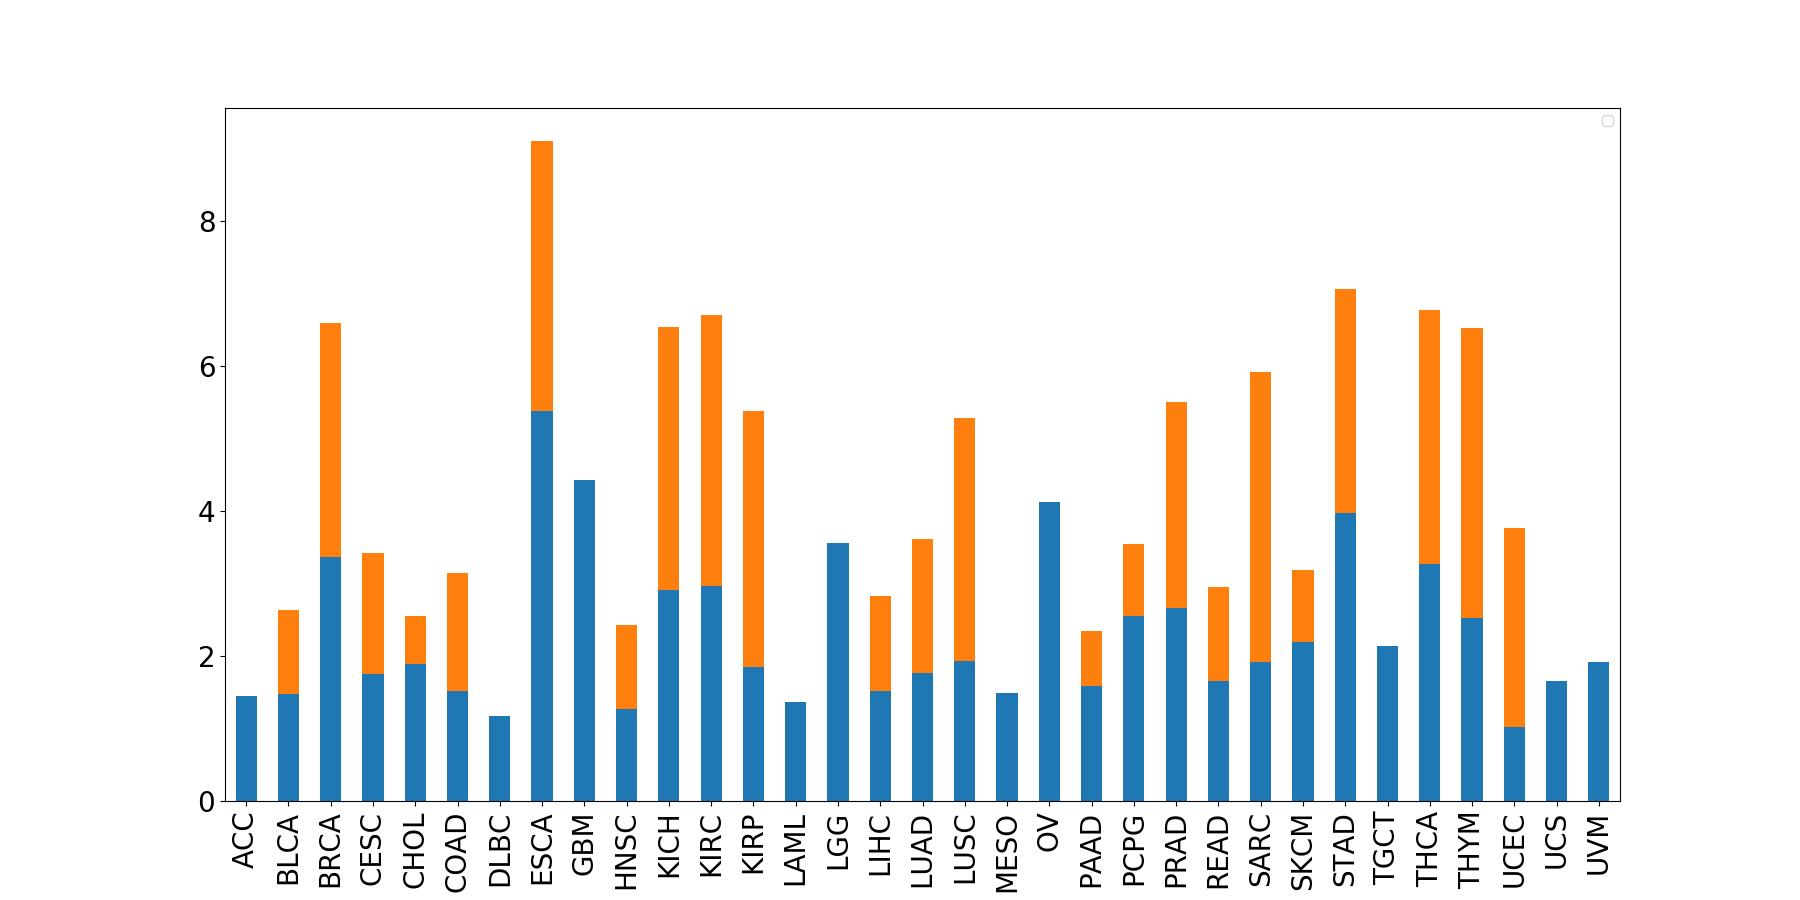 8
6
4
2
0
ACC
BLCA
BRCA
CESC
CHOL
COAD
DLBC
ESCA
GBM
HNSC
KICH
KIRC
KIRP
LAML
LGG
LIHC
LUAD
LUSC
MESO
OV
PAAD
PCPG
PRAD
READ
SARC
SKCM
STAD
TGCT
THCA
THYM
UCEC
UCS
UVM